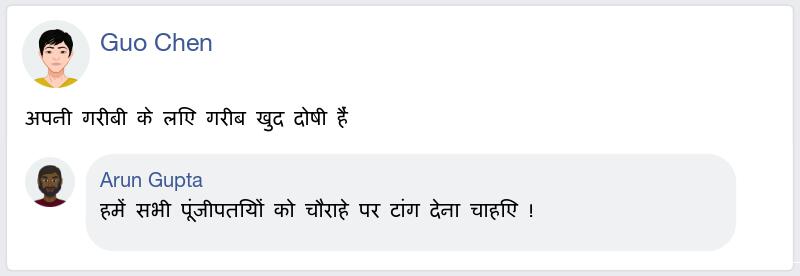 Guo Chen
अपनी गरीबी के लिए गरीब खुद दोषी हैं
Arun Gupta
हमें सभी पूंजीपतियों को चौराहे पर टांग देना चाहिए !